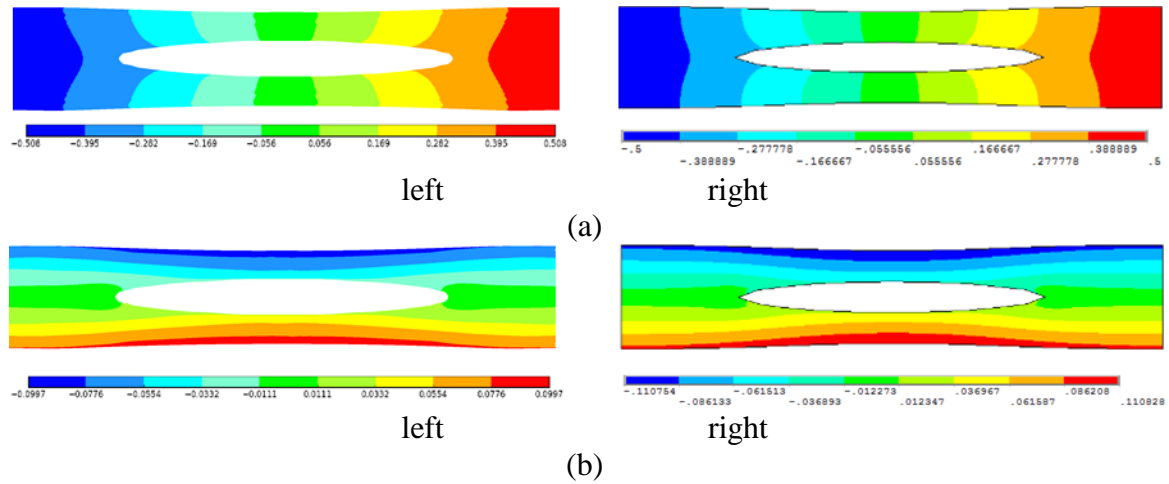 −0.506 −0.395 −0.282 −0.169 −0.056 0.056 0.169 0.282 0.395 0.508
-.5 -.277778 -.055556 .166667 .388889
-.388889 -.166667 .055556 .277778 .5
left right
(a)
−0.0997 −0.0776 −0.0554 −0.0332 −0.0111 0.0111 0.0332 0.0554 0.0776 0.0997
-.110754 -.061513 -.012273 .036967 .086208
-.086133 -.036893 .012347 .061587 .110828
left right
(b)